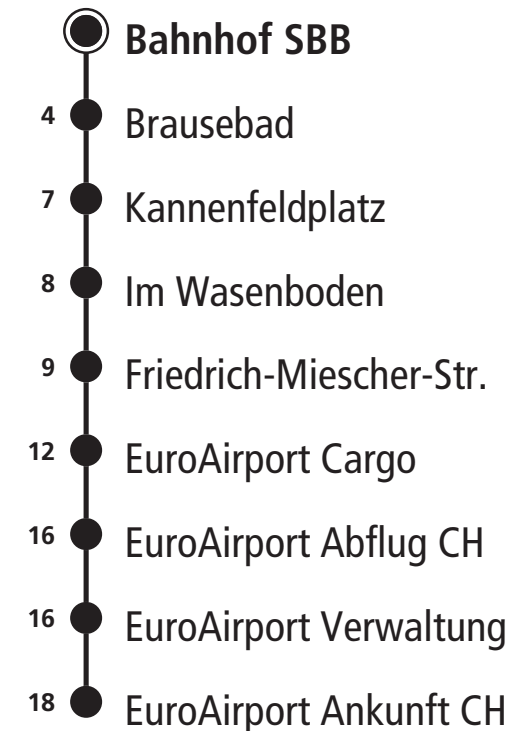 Bahnhof SBB
4 Brausebad
7 Kannenfeldplatz
8 Im Wasenboden
9 Friedrich-Miescher-Str.
12 EuroAirport Cargo
16 EuroAirport Abflug CH
16 EuroAirport Verwaltung
18 EuroAirport Ankunft CH